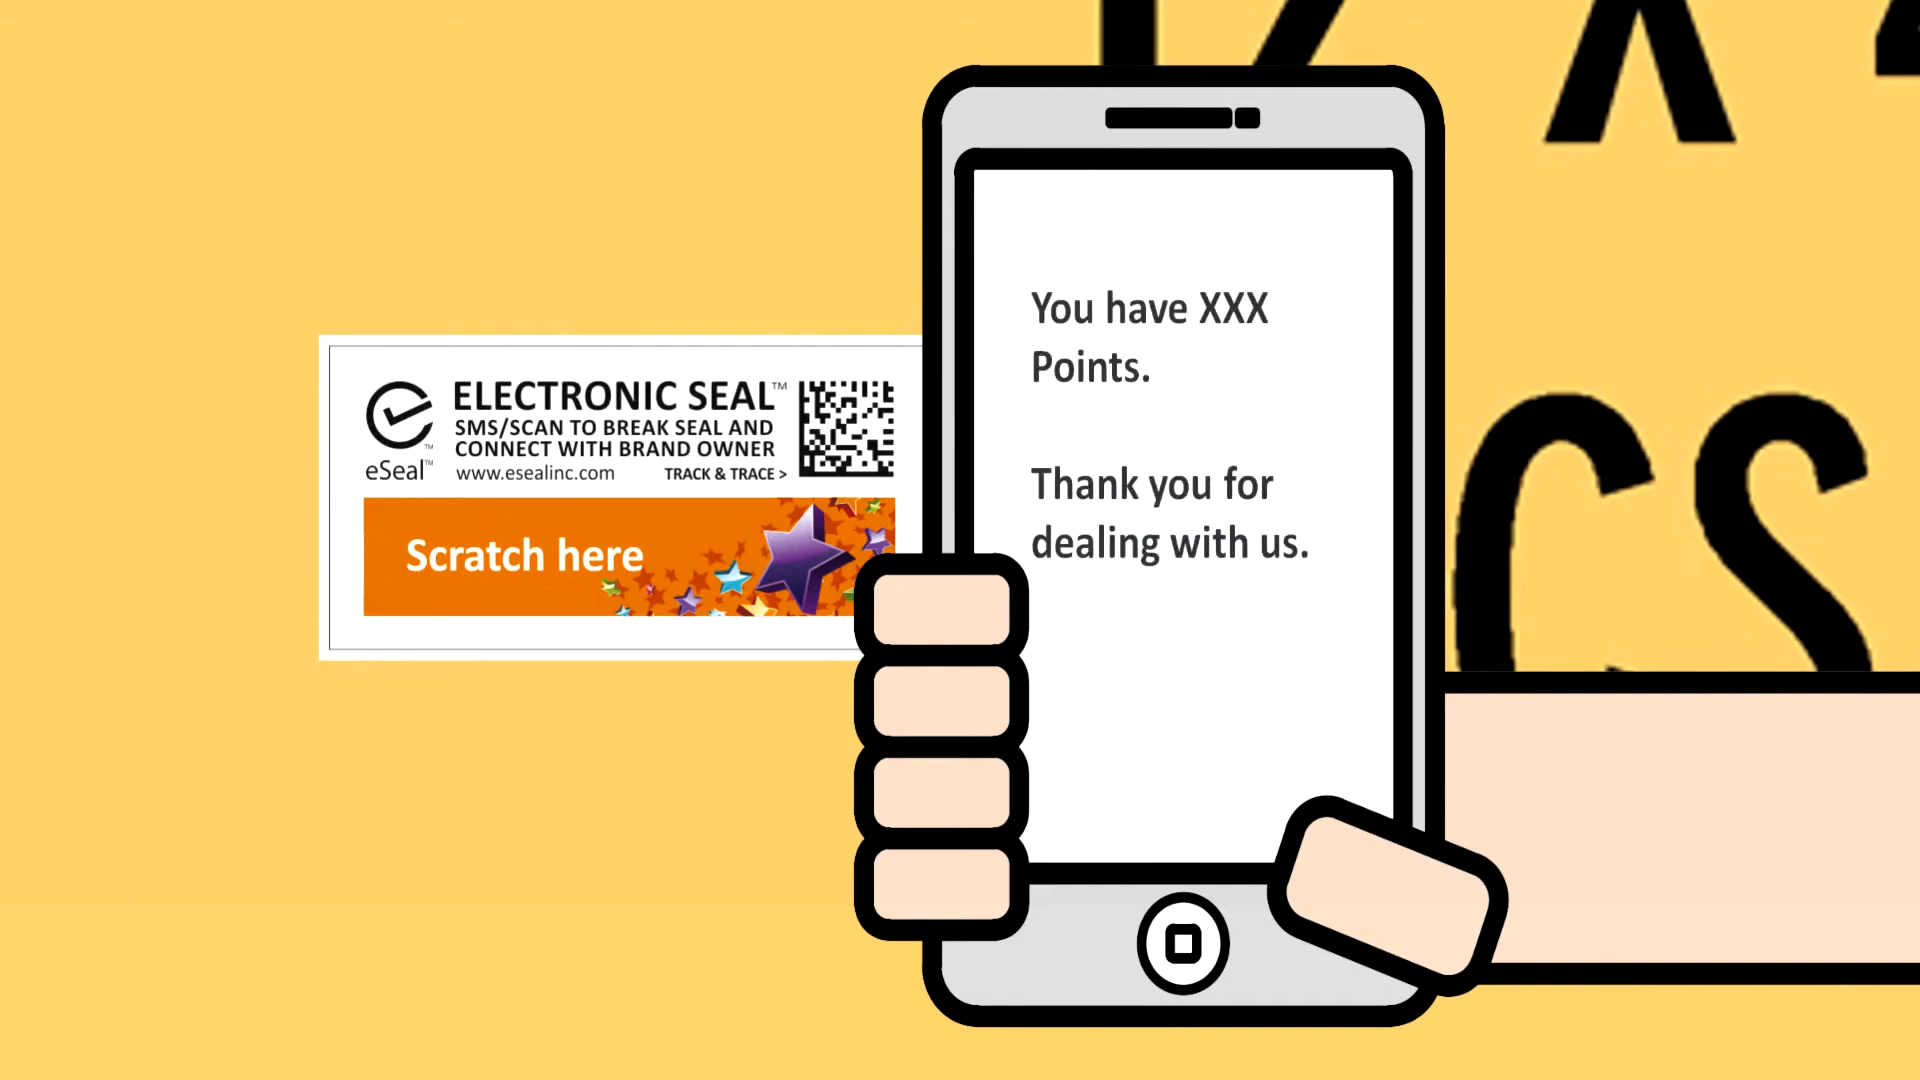 ELECTRONIC SEAL™
SMS/SCAN TO BREAK SEAL AND
CONNECT WITH BRAND OWNER
eSeal™
www.esealinc.com
TRACK & TRACE >
Scratch here
You have XXX
Points.
Thank you for
dealing with us.
CS